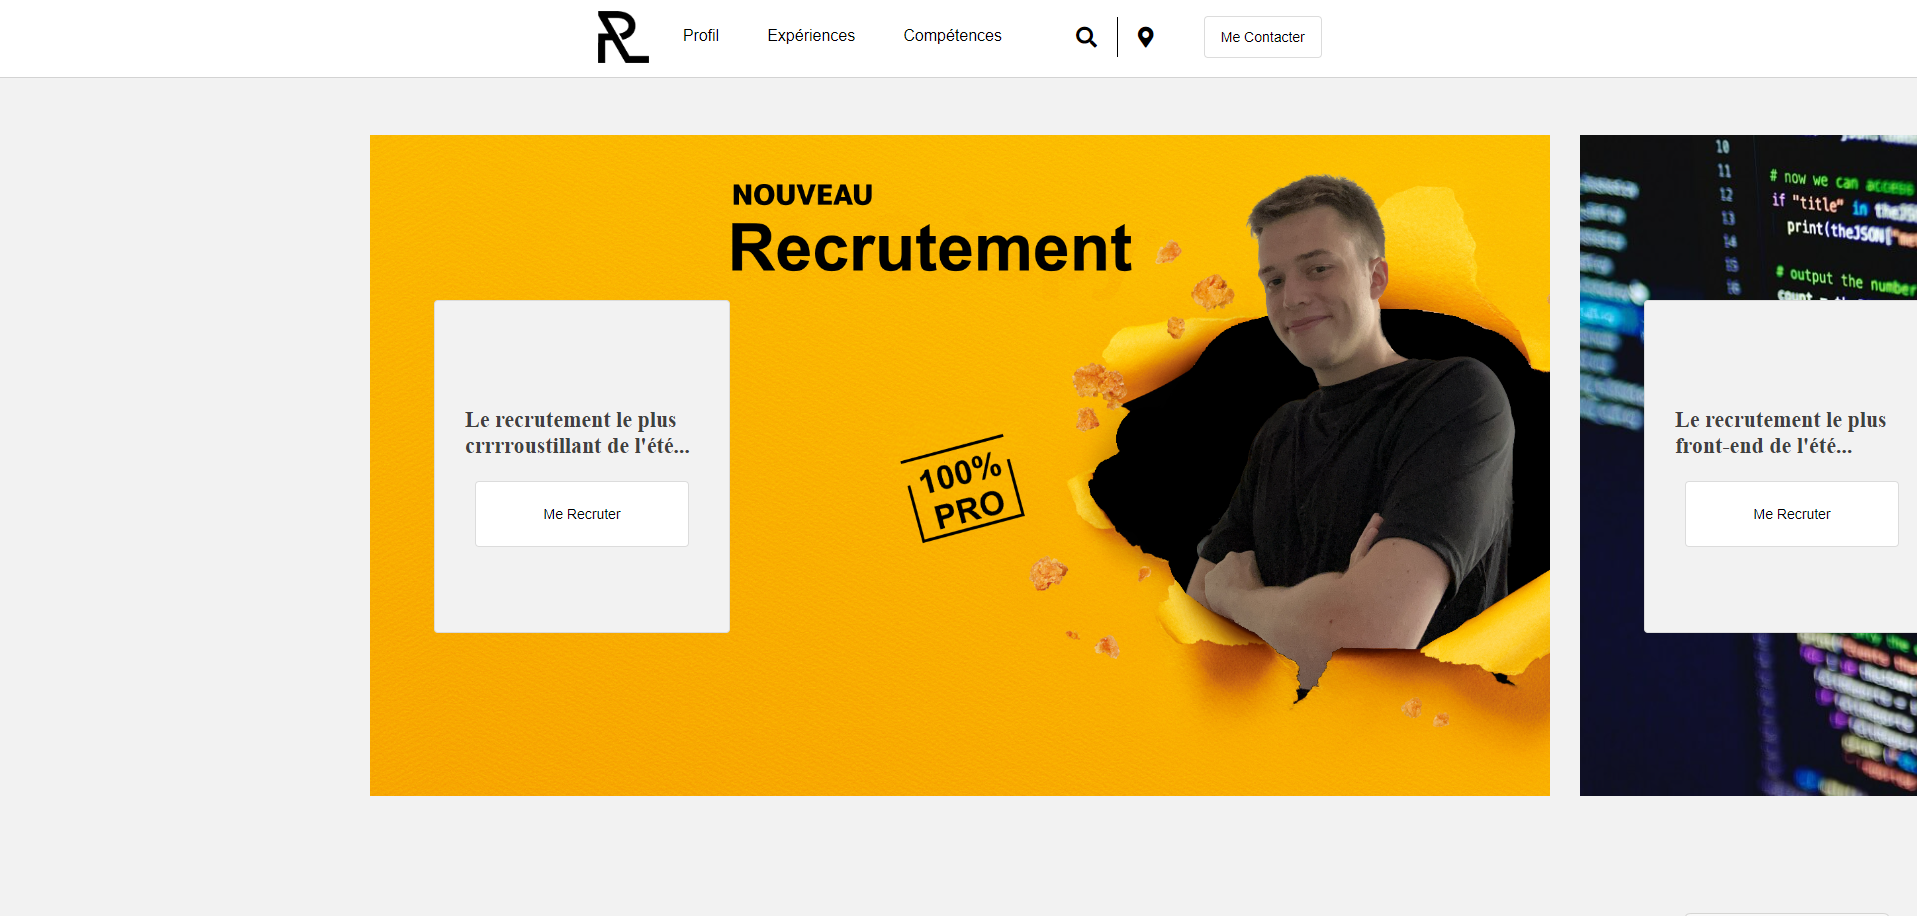 R
Profil
Expériences
Compétences
Me Contacter
NOUVEAU
Recrutement
Le recrutement le plus
crrrroustillant de l'été...
Me Recruter
100%
PRO
10
11
# now we can access
12
if "title" in theJS
13
print(theJSON["me
14
15
# output the number
16
Le recrutement le plus
front-end de l'été...
Me Recruter